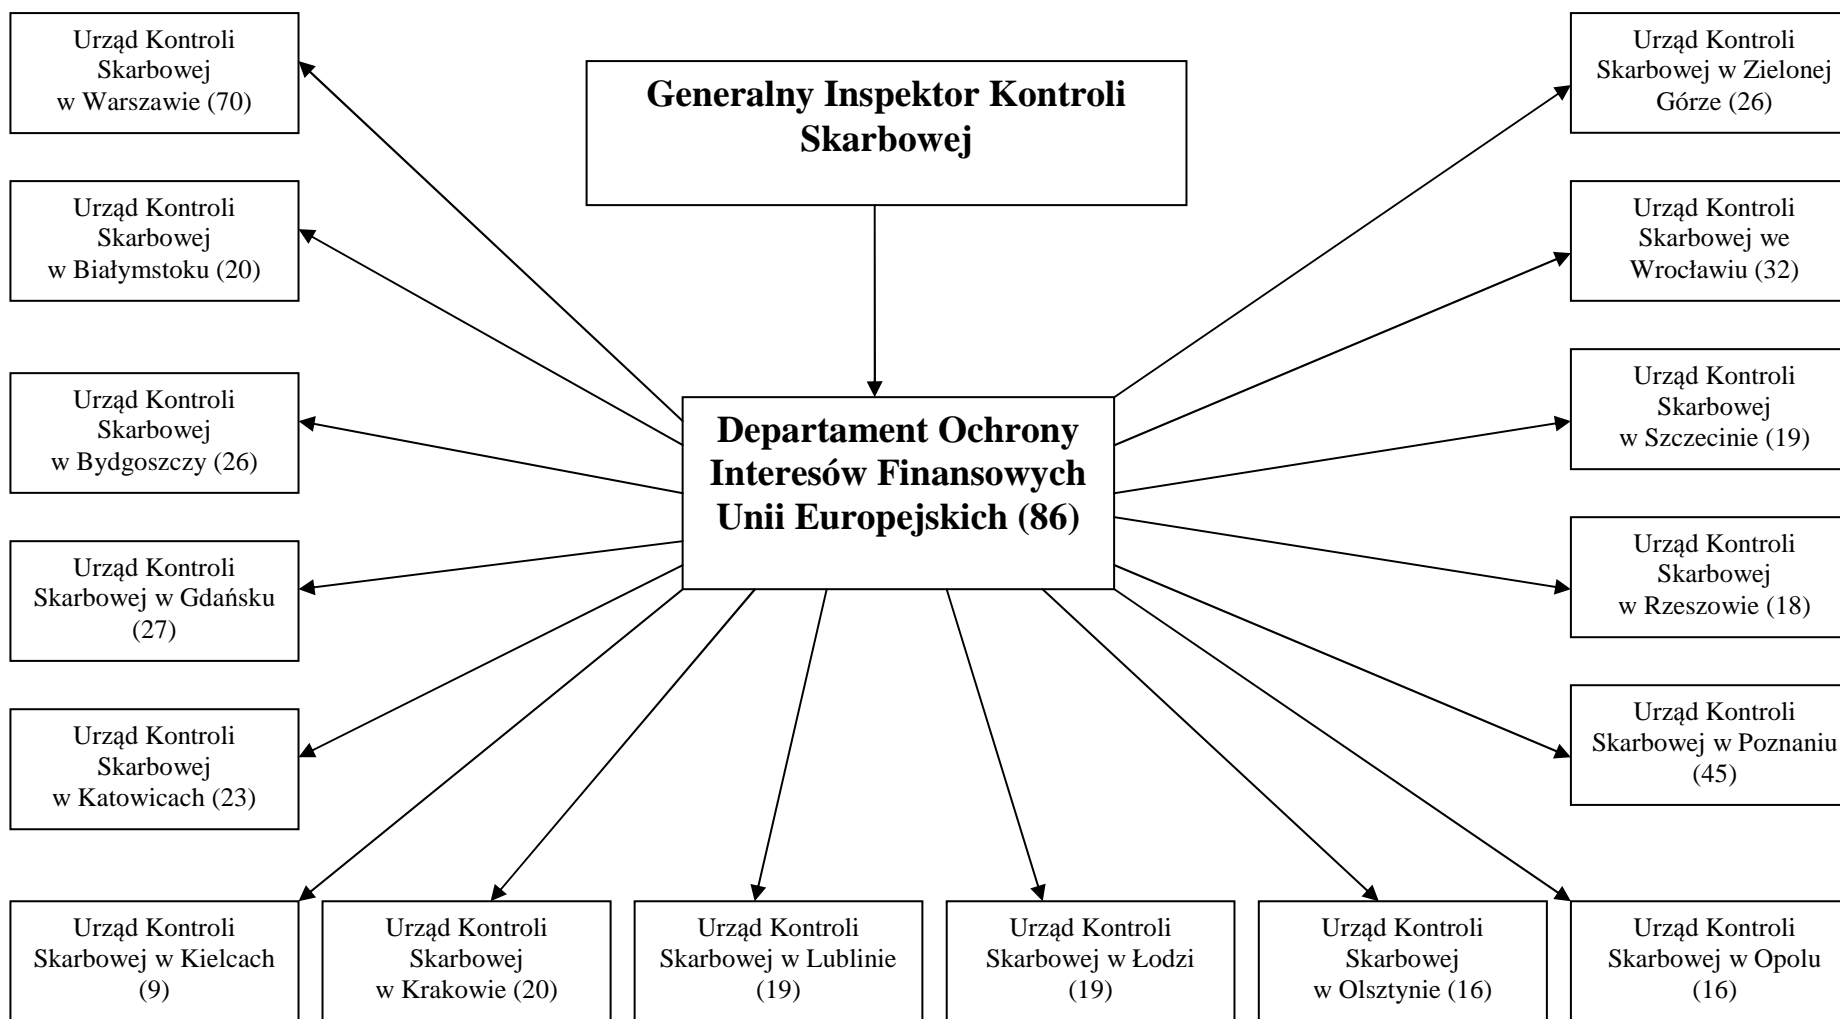 Urząd Kontroli
Skarbowej
w Warszawie (70)
Generalny Inspektor Kontroli
Skarbowej
Urząd Kontroli
Skarbowej w Zielonej
Górze (26)
Urząd Kontroli
Skarbowej
w Białymstoku (20)
Urząd Kontroli
Skarbowej we
Wrocławiu (32)
Urząd Kontroli
Skarbowej
w Bydgoszczy (26)
Departament Ochrony
Interesów Finansowych
Unii Europejskich (86)
Urząd Kontroli
Skarbowej
w Szczecinie (19)
Urząd Kontroli
Skarbowej w Gdańsku
(27)
Urząd Kontroli
Skarbowej
w Rzeszowie (18)
Urząd Kontroli
Skarbowej
w Katowicach (23)
Urząd Kontroli
Skarbowej w Poznaniu
(45)
Urząd Kontroli
Skarbowej w Kielcach
(9)
Urząd Kontroli
Skarbowej
w Krakowie (20)
Urząd Kontroli
Skarbowej w Lublinie
(19)
Urząd Kontroli
Skarbowej w Łodzi
(19)
Urząd Kontroli
Skarbowej
w Olsztynie (16)
Urząd Kontroli
Skarbowej w Opolu
(16)